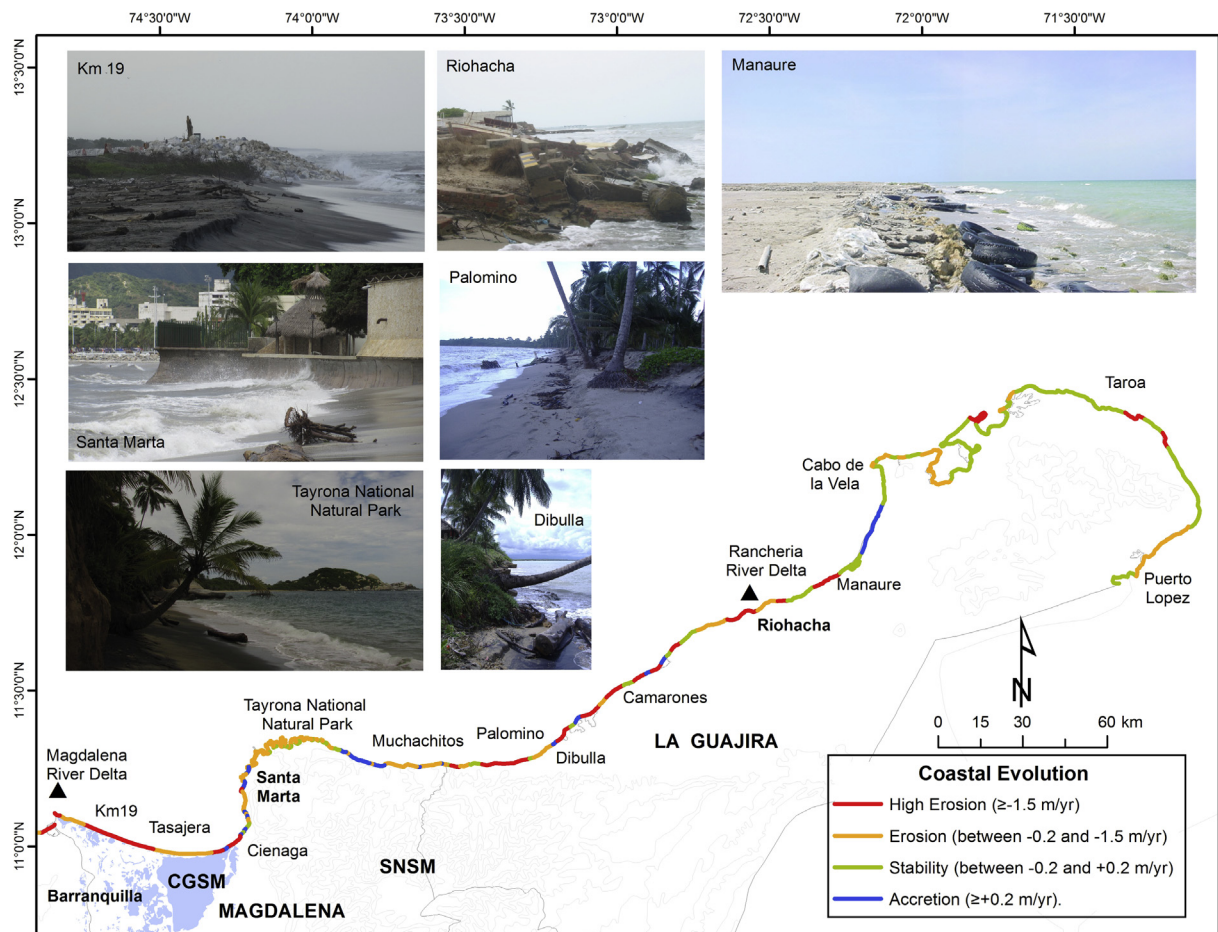 74°30'0"W
74°0'0"W
73°30'0"W
73°0'0"W
72°30'0"W
72°0'0"W
71°30'0"W
13°30'0"N
13°0'0"N
12°30'0"N
12°0'0"N
11°30'0"N
11°0'0"N
Km 19
Riohacha
Manaure
Santa Marta
Palomino
Tayrona National
Natural Park
Dibulla
Taroa
Cabo de
la Vela
Rancheria
River Delta
Manaure
Puerto
Lopez
Riohacha
N
Camarones
0 15 30 60 km
Tayrona National
Natural Park
Muchachitos
Palomino
Dibulla
LA GUAJIRA
Magdalena
River Delta
Santa
Marta
Km19
Tasajera
Cienaga
CGSM
SNSM
Barranquilla
MAGDALENA
Coastal Evolution
High Erosion (≥-1.5 m/yr)
Erosion (between -0.2 and -1.5 m/yr)
Stability (between -0.2 and +0.2 m/yr)
Accretion (≥+0.2 m/yr).